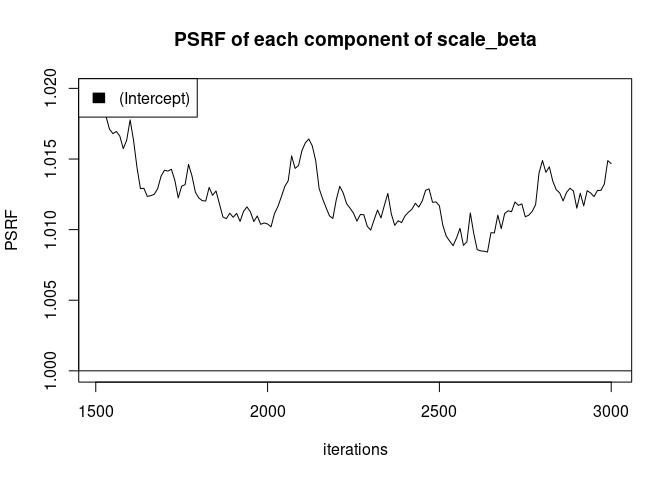 PSRF of each component of scale_beta
(Intercept)
PSRF
1.020
1.015
1.010
1.005
1.000
1500 2000 2500 3000
iterations